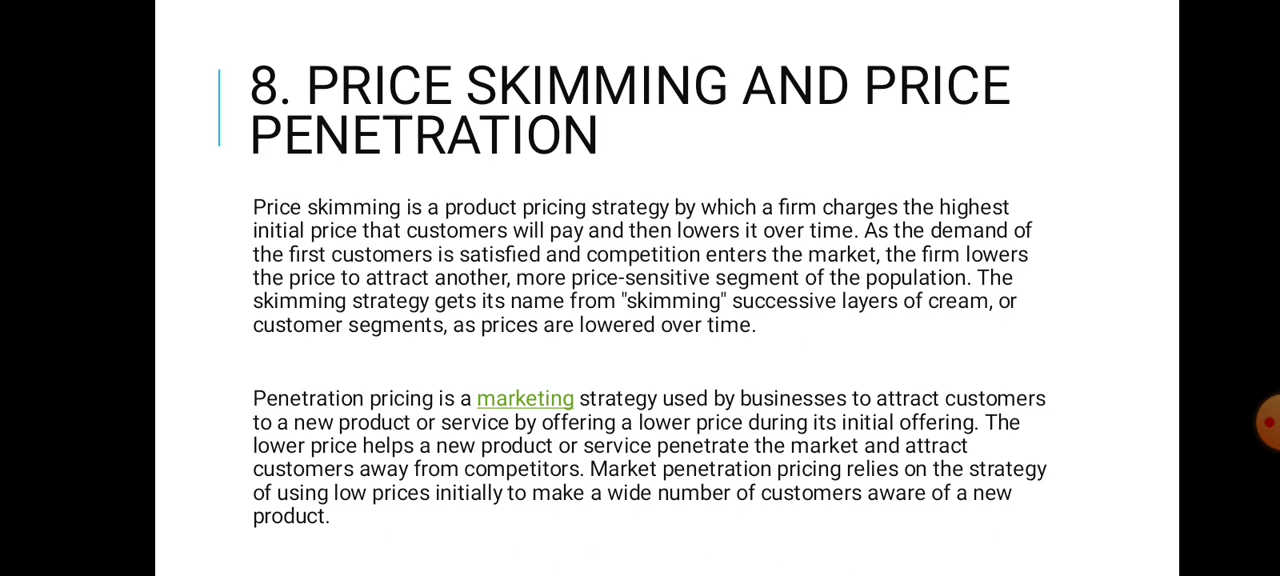 8. PRICE SKIMMING AND PRICE
PENETRATION
Price skimming is a product pricing strategy by which a firm charges the highest
initial price that customers will pay and then lowers it over time. As the demand of
the first customers is satisfied and competition enters the market, the firm lowers
the price to attract another, more price-sensitive segment of the population. The
skimming strategy gets its name from "skimming" successive layers of cream, or
customer segments, as prices are lowered over time.
Penetration pricing is a marketing strategy used by businesses to attract customers
to a new product or service by offering a lower price during its initial offering. The
lower price helps a new product or service penetrate the market and attract
customers away from competitors. Market penetration pricing relies on the strategy
of using low prices initially to make a wide number of customers aware of a new
product.